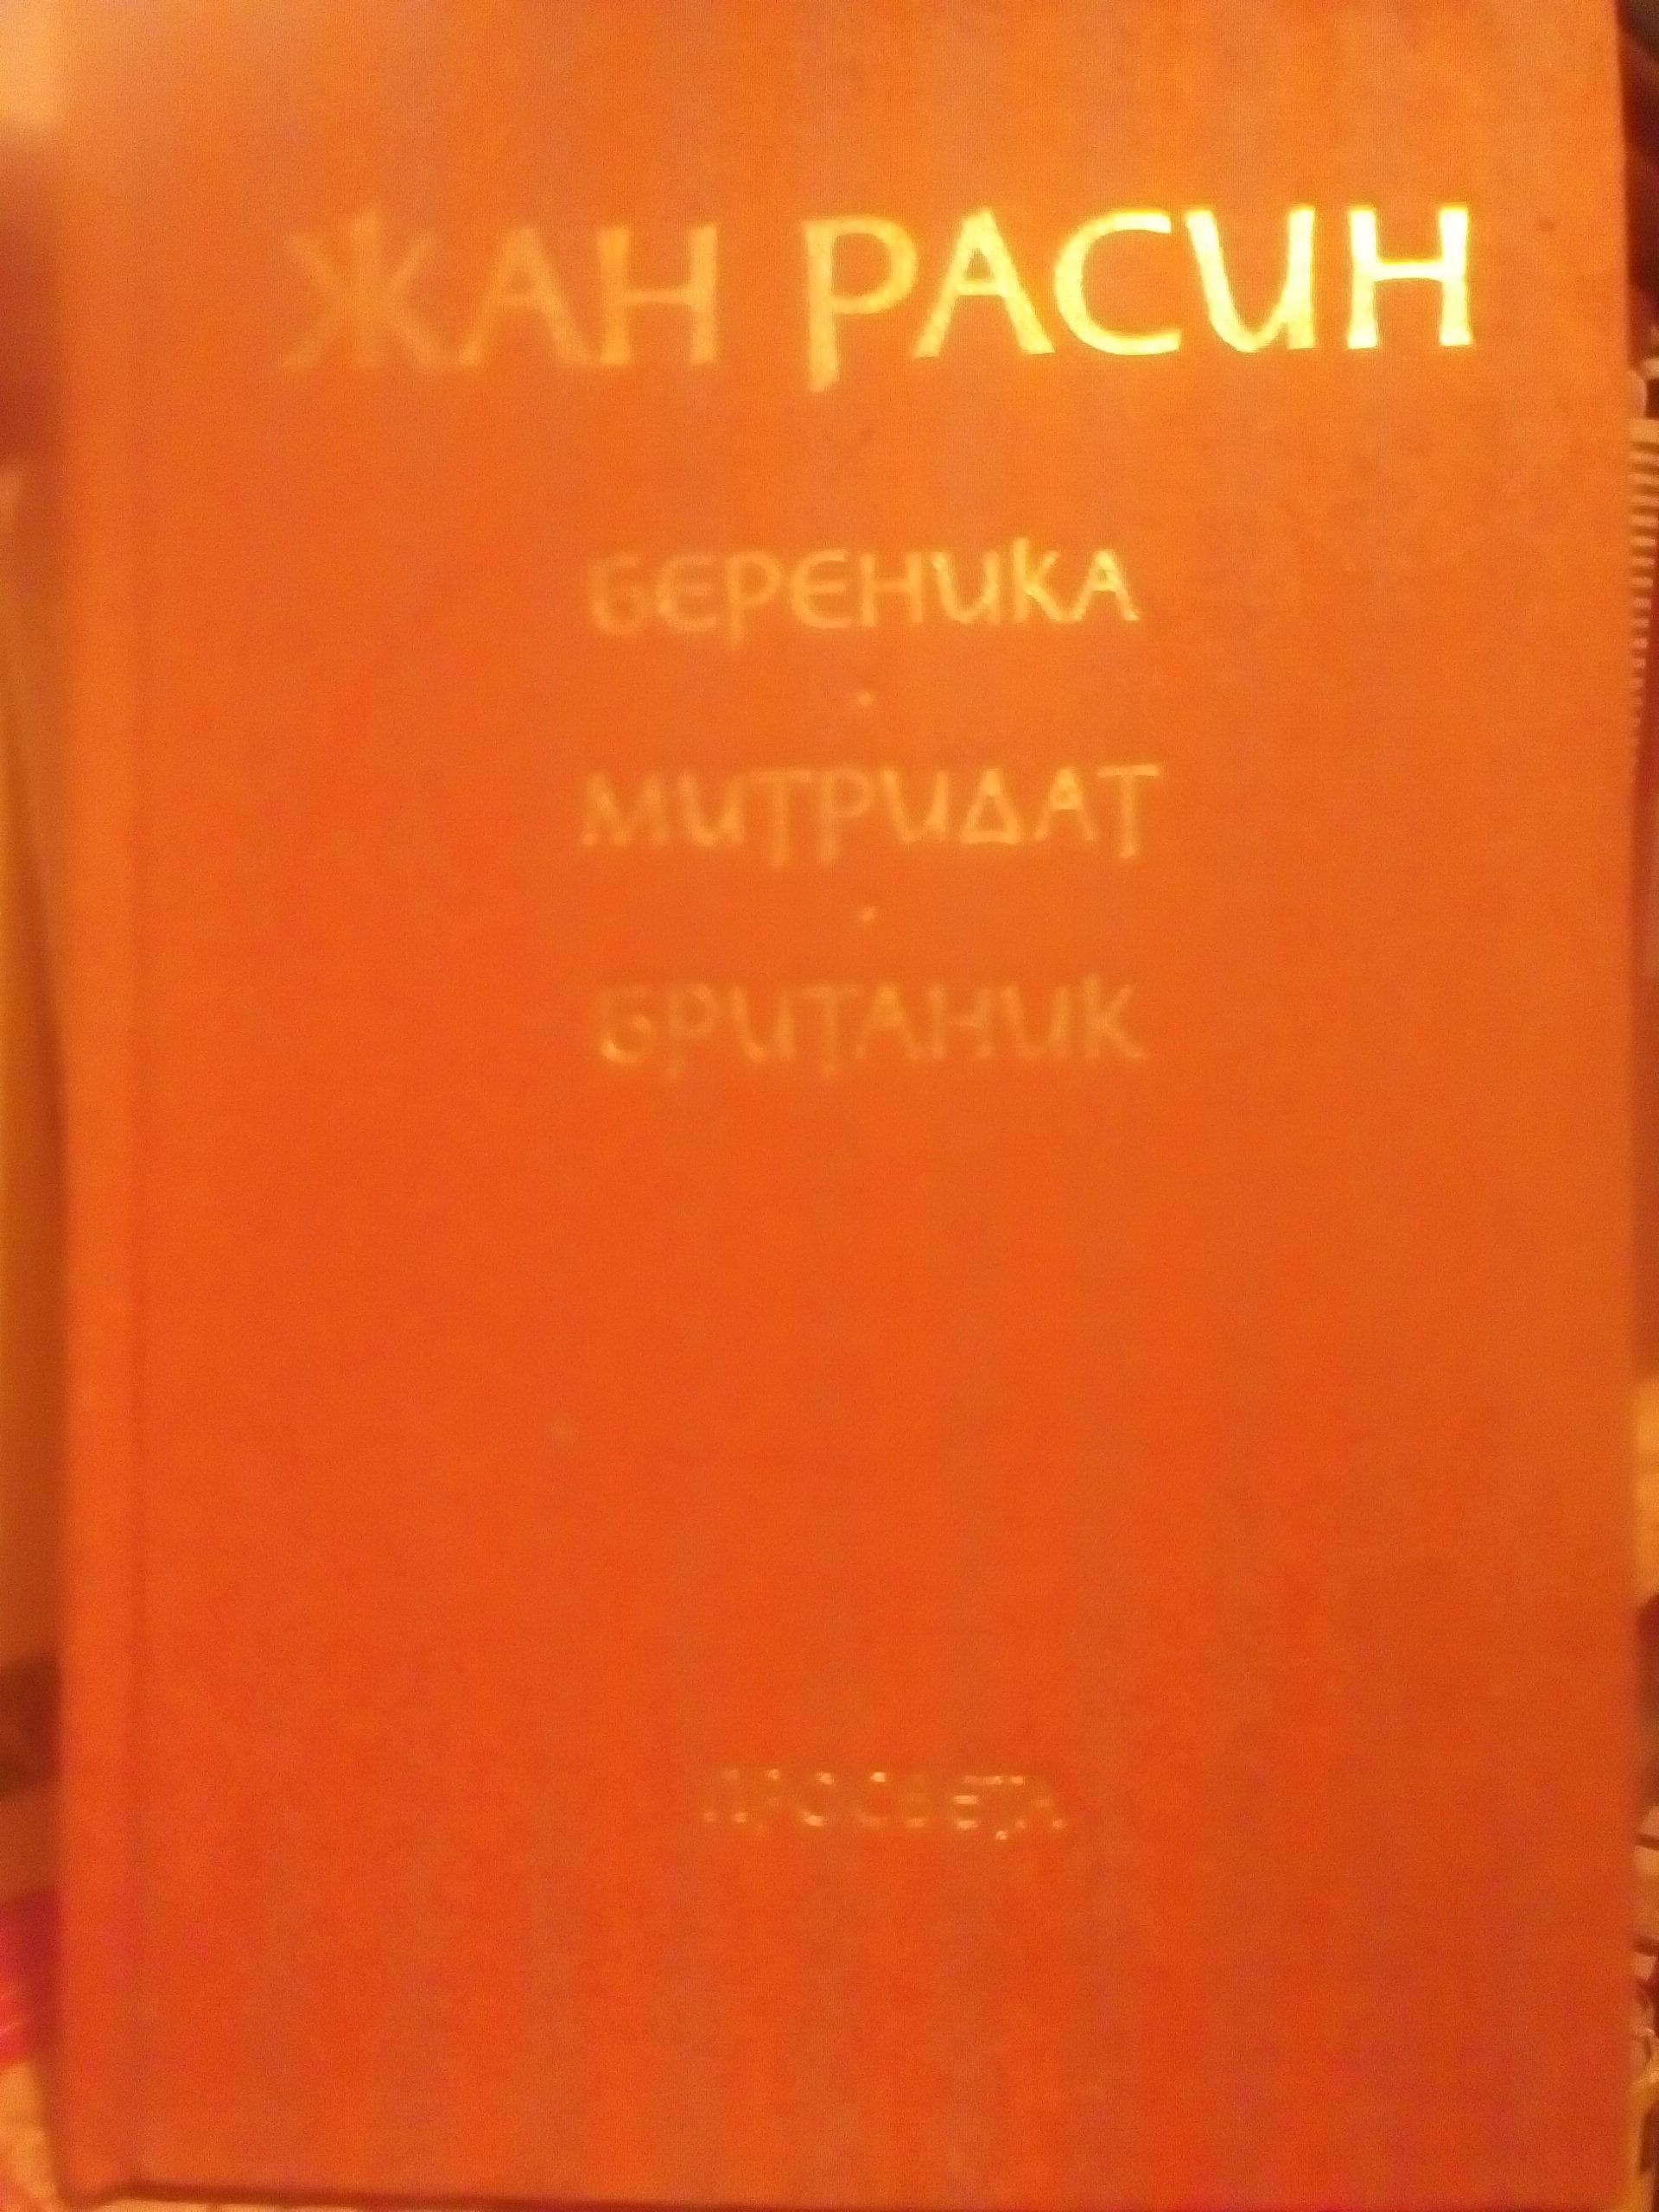 ЖАН РАСИН
БЕРЕНИКА
•
МИТРИДАТ
•
БРИТАНИК
ПРОСВЕТА